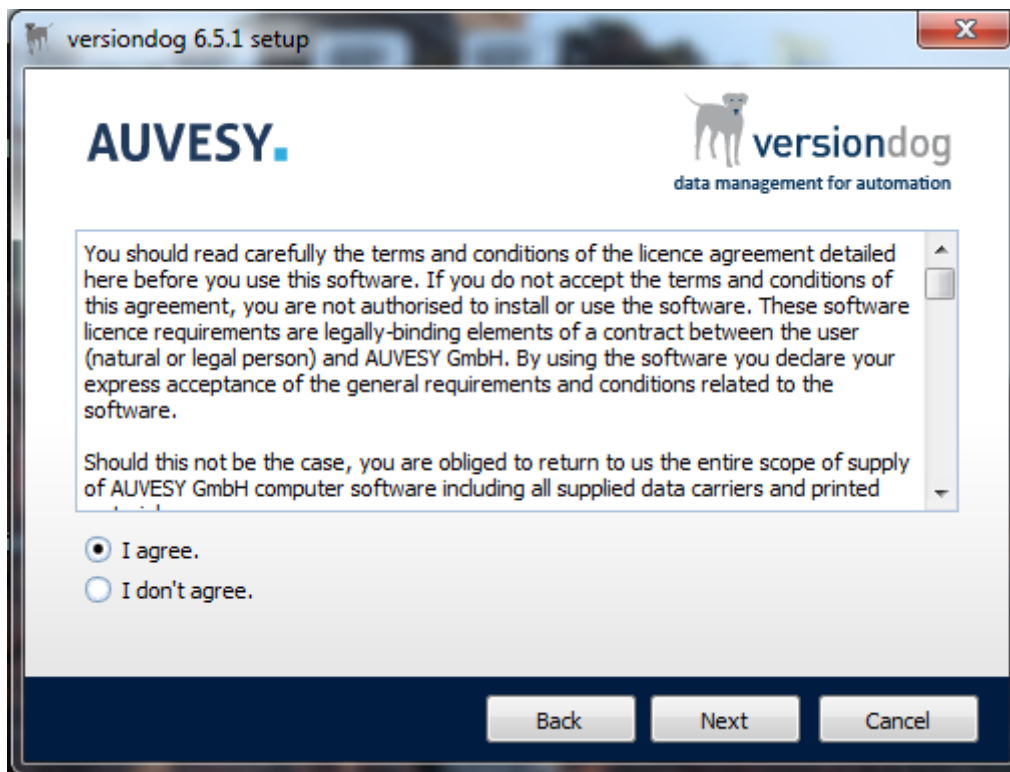 versiondog 6.5.1 setup
AUVESY.
versiondog
data management for automation
You should read carefully the terms and conditions of the licence agreement detailed
here before you use this software. If you do not accept the terms and conditions of
this agreement, you are not authorised to install or use the software. These software
licence requirements are legally-binding elements of a contract between the user
(natural or legal person) and AUVESY GmbH. By using the software you declare your
express acceptance of the general requirements and conditions related to the
software.
Should this not be the case, you are obliged to return to us the entire scope of supply
of AUVESY GmbH computer software including all supplied data carriers and printed
I agree.
I don't agree.
Back
Next
Cancel